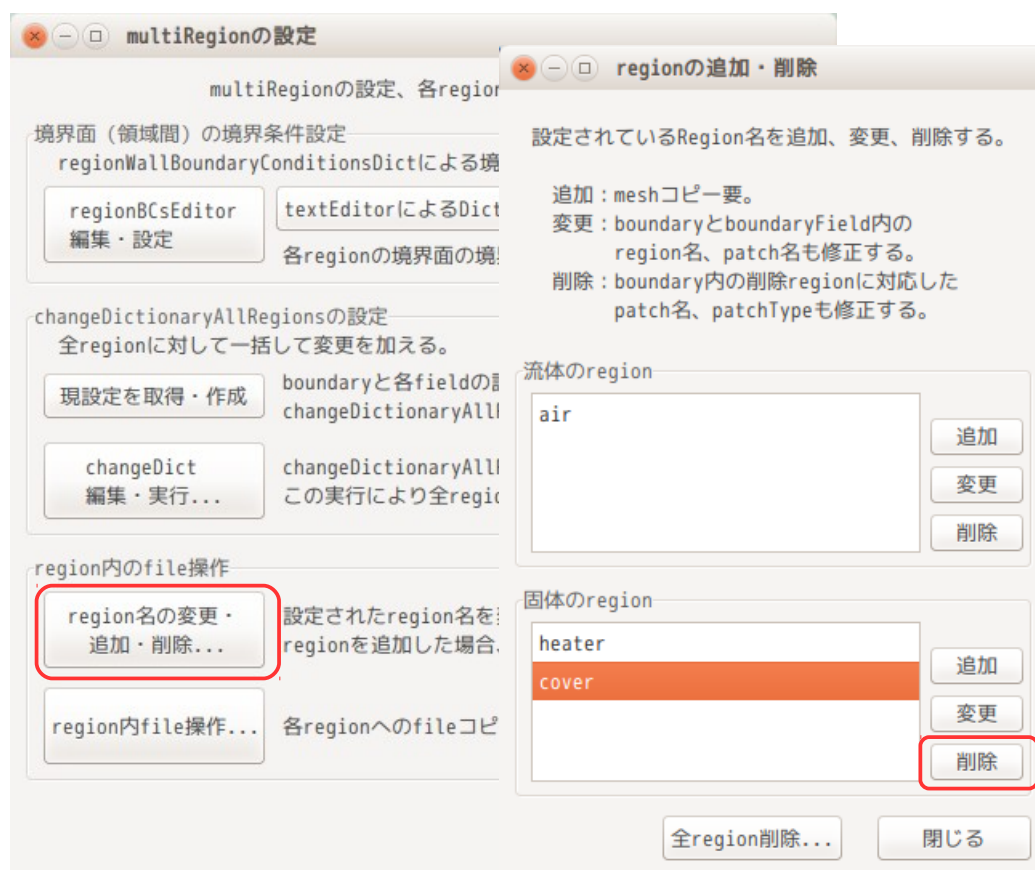 multiRegionの設定
multiRegionの設定、各region
境界面（領域間）の境界条件設定
regionWallBoundaryConditionsDictによる境
regionBCsEditor
編集・設定
textEditorによるDict
各regionの境界面の境
changeDictionaryAllRegionsの設定
全regionに対して一括して変更を加える。
現設定を取得・作成
boundaryと各fieldの
changeDictionaryAll
changeDict
編集・実行...
changeDictionaryAll
この実行により全regio
region内のfile操作
region名の変更・
追加・削除...
設定されたregion名を
regionを追加した場合、
region内file操作...
各regionへのfileコピ
regionの追加・削除
設定されているRegion名を追加、変更、削除する。
追加：meshコピー要。
変更：boundaryとboundaryField内の
region名、patch名も修正する。
削除：boundary内の削除regionに対応した
patch名、patchTypeも修正する。
流体のregion
air
追加
変更
削除
固体のregion
heater
cover
追加
変更
削除
全region削除...
閉じる